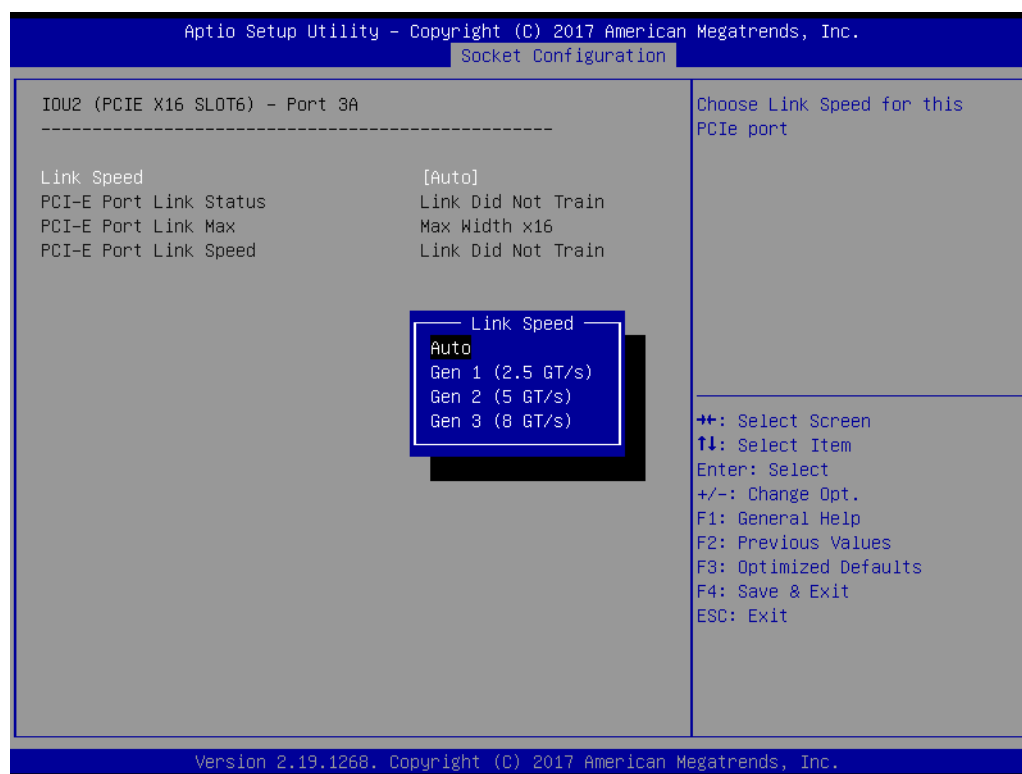 Aptio Setup Utility – Copyright (C) 2017 American Megatrends, Inc.
Socket Configuration
IOU2 (PCIE X16 SLOT6) – Port 3A
--------------------------------------------------
Link Speed [Auto]
PCI-E Port Link Status Link Did Not Train
PCI-E Port Link Max Max Width x16
PCI-E Port Link Speed Link Did Not Train
Link Speed
Auto
Gen 1 (2.5 GT/s)
Gen 2 (5 GT/s)
Gen 3 (8 GT/s)
Choose Link Speed for this
PCIe port
→←: Select Screen
↑↓: Select Item
Enter: Select
+/-: Change Opt.
F1: General Help
F2: Previous Values
F3: Optimized Defaults
F4: Save & Exit
ESC: Exit
Version 2.19.1268. Copyright (C) 2017 American Megatrends, Inc.